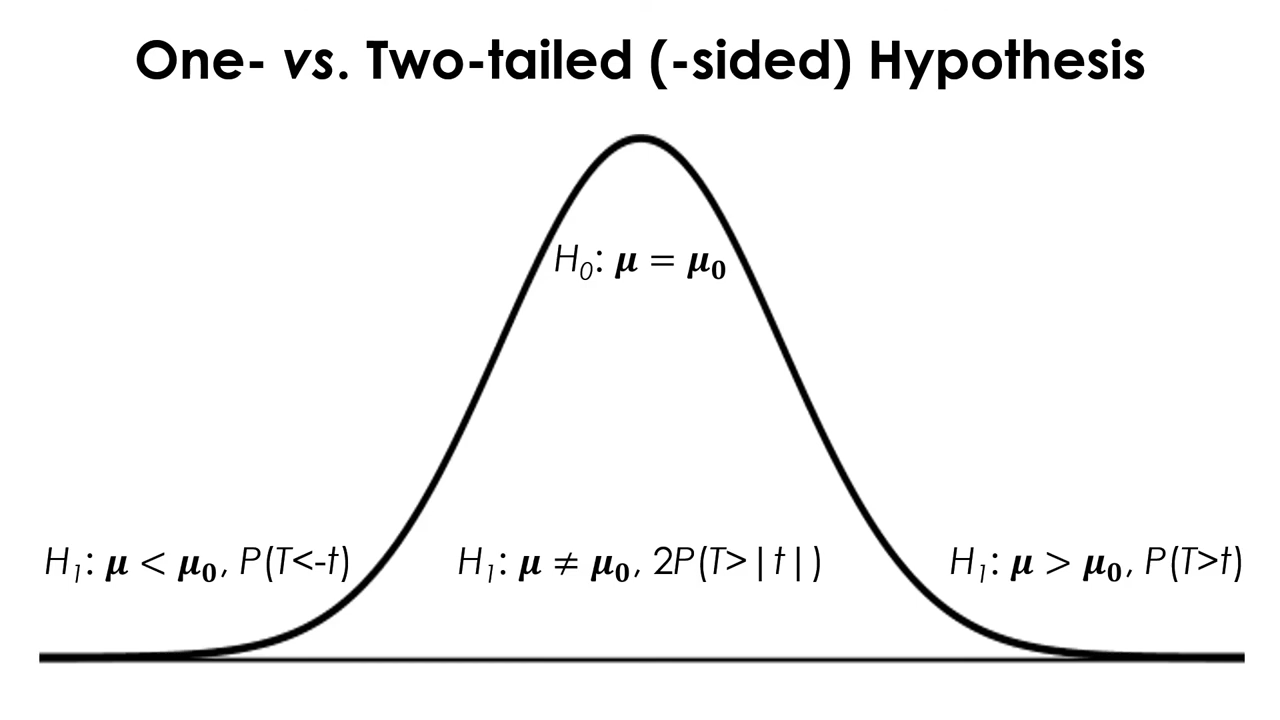 One- vs. Two-tailed (-sided) Hypothesis
H₀: μ = μ₀
H₁: μ < μ₀, P(T<-t)
H₁: μ ≠ μ₀, 2P(T>|t|)
H₁: μ > μ₀, P(T>t)